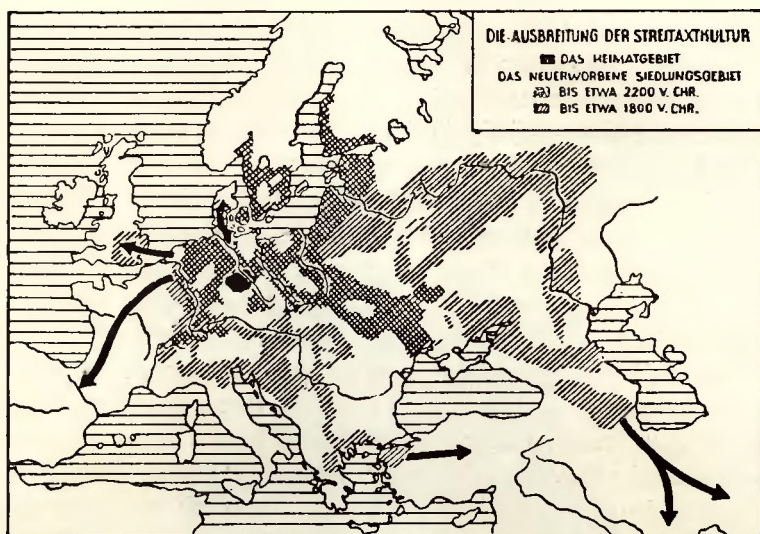 DIE AUSBREITUNG DER STREITAXTKULTUR
DAS HEIMATGEBIET
DAS NEUERWORBENE SIEDLUNGSGEBIET
BIS ETWA 2200 V. CHR.
BIS ETWA 1800 V. CHR.